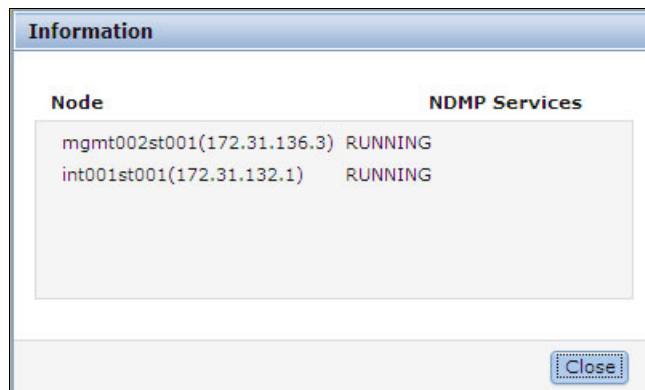 Information
Node NDMP Services
mgmt002st001(172.31.136.3) RUNNING
int001st001(172.31.132.1) RUNNING
Close